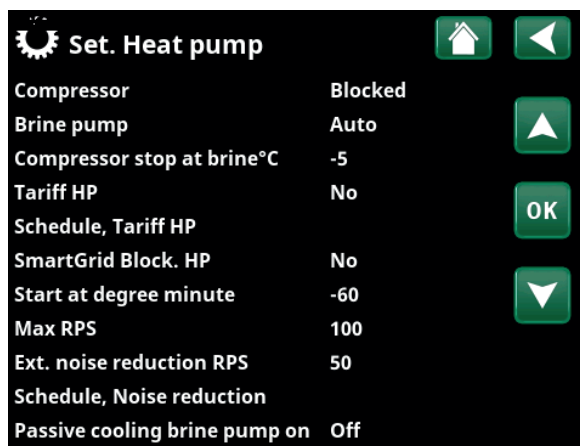 Set. Heat pump
Compressor Blocked
Brine pump Auto
Compressor stop at brine°C -5
Tariff HP No
Schedule, Tariff HP
OK
SmartGrid Block. HP No
Start at degree minute -60
Max RPS 100
Ext. noise reduction RPS 50
Schedule, Noise reduction
Passive cooling brine pump on Off